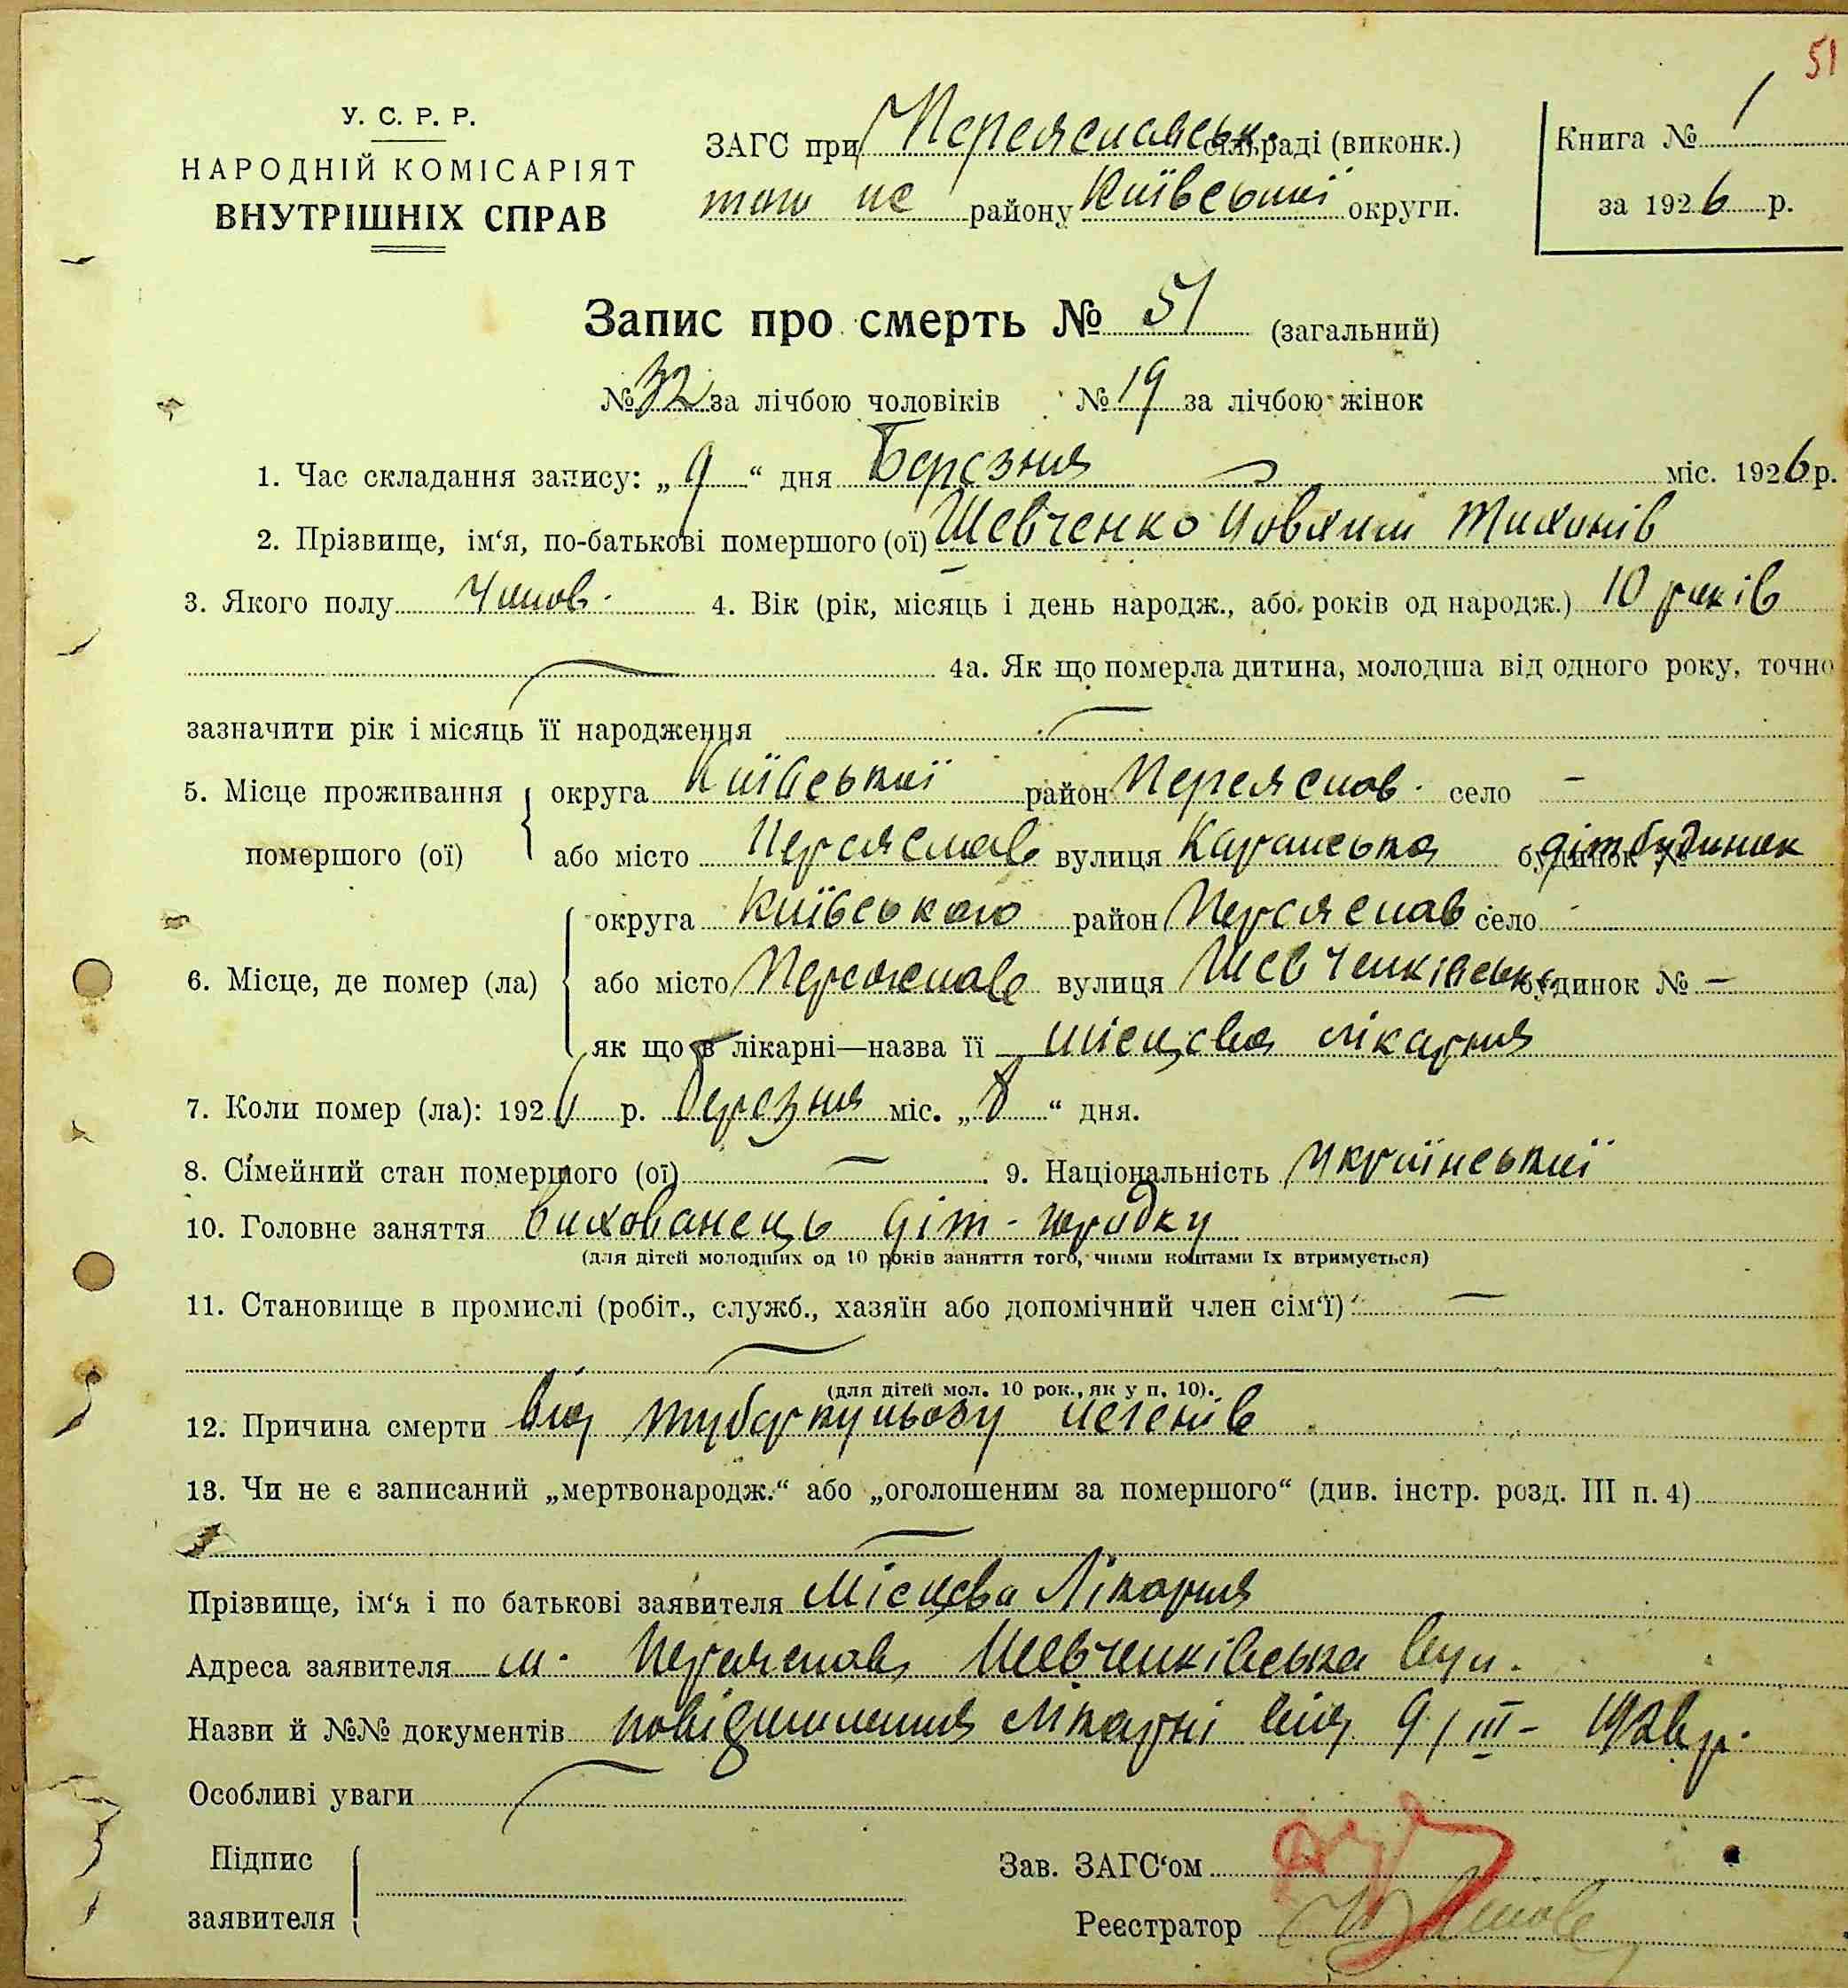 51
У. С. Р. Р.
НАРОДНІЙ КОМІСАРІЯТ
ВНУТРІШНІХ СПРАВ
ЗАГС при Переяславськ. сільраді (виконк.)
того же району Київської округи.
Книга № 1
за 1926 р.
Запис про смерть № 51 (загальний)
№ 32 за лічбою чоловіків № 19 за лічбою жінок
1. Час складання запису: „9“ дня Березня міс. 1926 р.
2. Прізвище, ім‘я, по-батькові помершого (ої) Шевченко Йовхим Тихонів
3. Якого полу чолов. 4. Вік (рік, місяць і день народж., або років од народж.) 10 років
— 4а. Як що померла дитина, молодша від одного року, точно
зазначити рік і місяць її народження —
5. Місце проживання помершого (ої) округа Київської район Переяслов. село —
або місто Переяслав вулиця Каранська будинок № дітбудинок
6. Місце, де помер (ла) округа Київського район Переяслав село -
або місто Переяслав вулиця Шевченківськ. будинок № —
як що в лікарні—назва її місцева лікарня
7. Коли помер (ла): 1926 р. Березня міс. „8“ дня.
8. Сімейний стан помершого (ої) — 9. Національність Української
10. Головне заняття вихованець діт-городку
(для дітей молодших од 10 років заняття того, чиїми коштами їх втримується)
11. Становище в промислі (робіт., служб., хазяїн або допомічний член сім‘ї) —
—
(для дітей мол. 10 рок., як у п. 10).
12. Причина смерти від туберкульозу легенів
13. Чи не є записаний „мертвонародж.“ або „оголошеним за помершого“ (див. інстр. розд. III п. 4)
—
Прізвище, ім‘я і по батькові заявителя Місцева Лікарня
Адреса заявителя м. Переяслав, Шевченківська вул.
Назви й №№ документів повідомлення лікарні від 9/III - 1926 р.
Особливі уваги —
Підпис заявителя
Зав. ЗАГС‘ом
Реєстратор